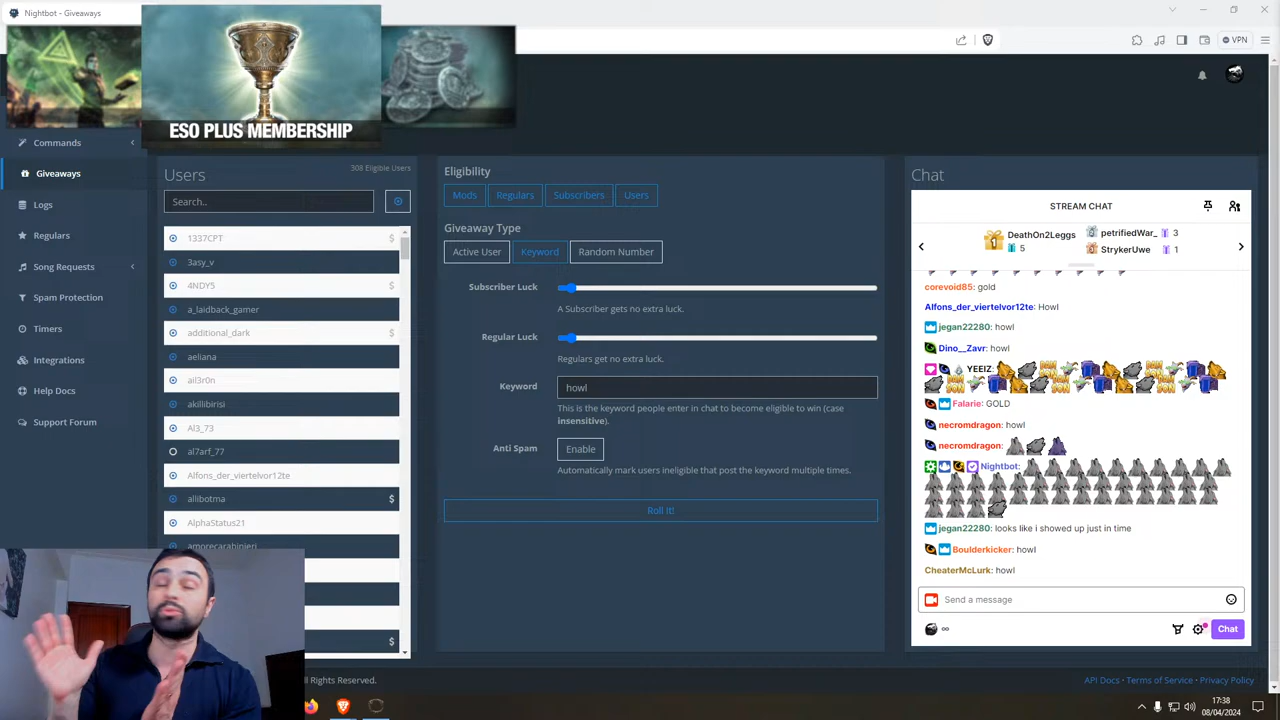 Nightbot - Giveaways
VPN
ESO PLUS MEMBERSHIP
Commands
Giveaways
Logs
Regulars
Song Requests
Spam Protection
Timers
Integrations
Help Docs
Support Forum
Users
308 Eligible Users
Search..
1337CPT $
3asy_v
4NDY5 $
a_laidback_gamer
additional_dark $
aeliana
ail3r0n
akillibirisi
Al3_73
al7arf_77
Alfons_der_viertelvor12te
allibotma $
AlphaStatus21
amorecarabinieri
$
Eligibility
Mods
Regulars
Subscribers
Users
Giveaway Type
Active User
Keyword
Random Number
Subscriber Luck
A Subscriber gets no extra luck.
Regular Luck
Regulars get no extra luck.
Keyword
howl
This is the keyword people enter in chat to become eligible to win (case
insensitive).
Anti Spam
Enable
Automatically mark users ineligible that post the keyword multiple times.
Roll It!
Chat
STREAM CHAT
1
DeathOn2Leggs
5
petrifiedWar_ 3
StrykerUwe 1
corevoid85: gold
Alfons_der_viertelvor12te: Howl
jegan22280: howl
Dino__Zavr: howl
YEEIZ:
Falarie: GOLD
necromdragon: howl
necromdragon:
Nightbot:
jegan22280: looks like i showed up just in time
Boulderkicker: howl
CheaterMcLurk: howl
Send a message
∞
Chat
ll Rights Reserved.
API Docs • Terms of Service • Privacy Policy
17:38
08/04/2024